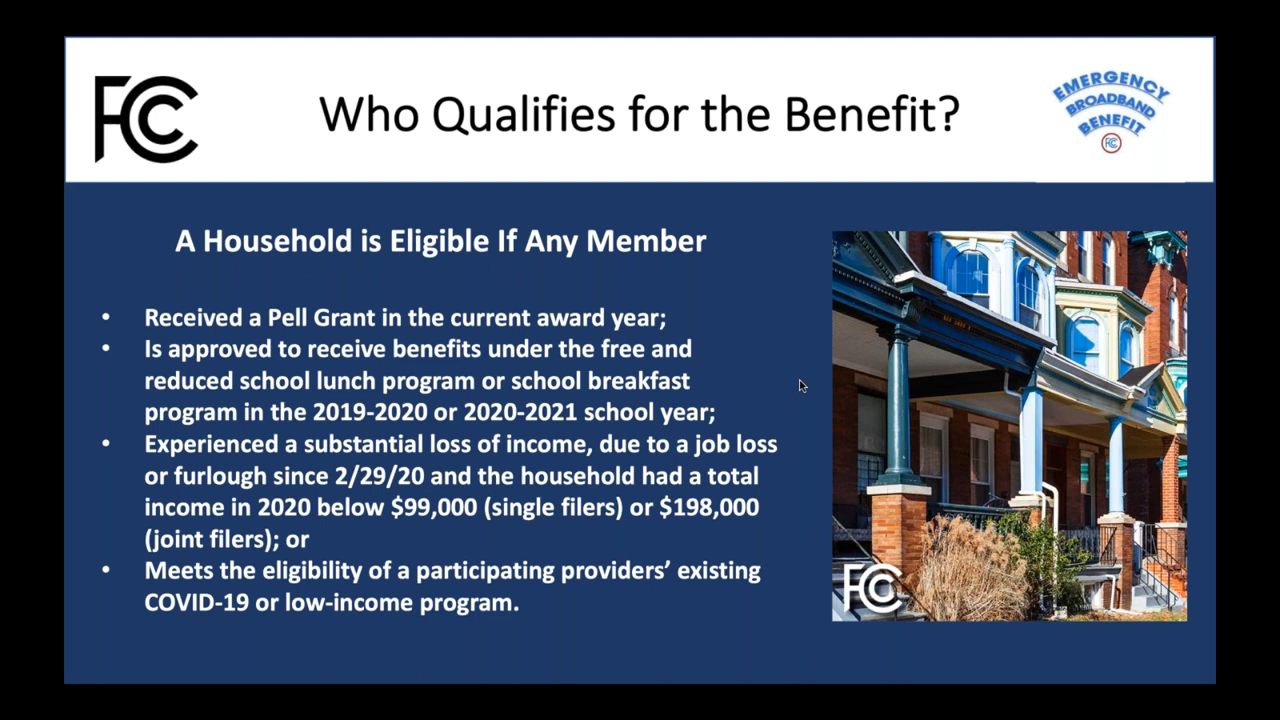 FCC
Who Qualifies for the Benefit?
EMERGENCY
BROADBAND
BENEFIT
FCC
A Household is Eligible If Any Member
• Received a Pell Grant in the current award year;
• Is approved to receive benefits under the free and
reduced school lunch program or school breakfast
program in the 2019-2020 or 2020-2021 school year;
• Experienced a substantial loss of income, due to a job loss
or furlough since 2/29/20 and the household had a total
income in 2020 below $99,000 (single filers) or $198,000
(joint filers); or
• Meets the eligibility of a participating providers’ existing
COVID-19 or low-income program.
FCC